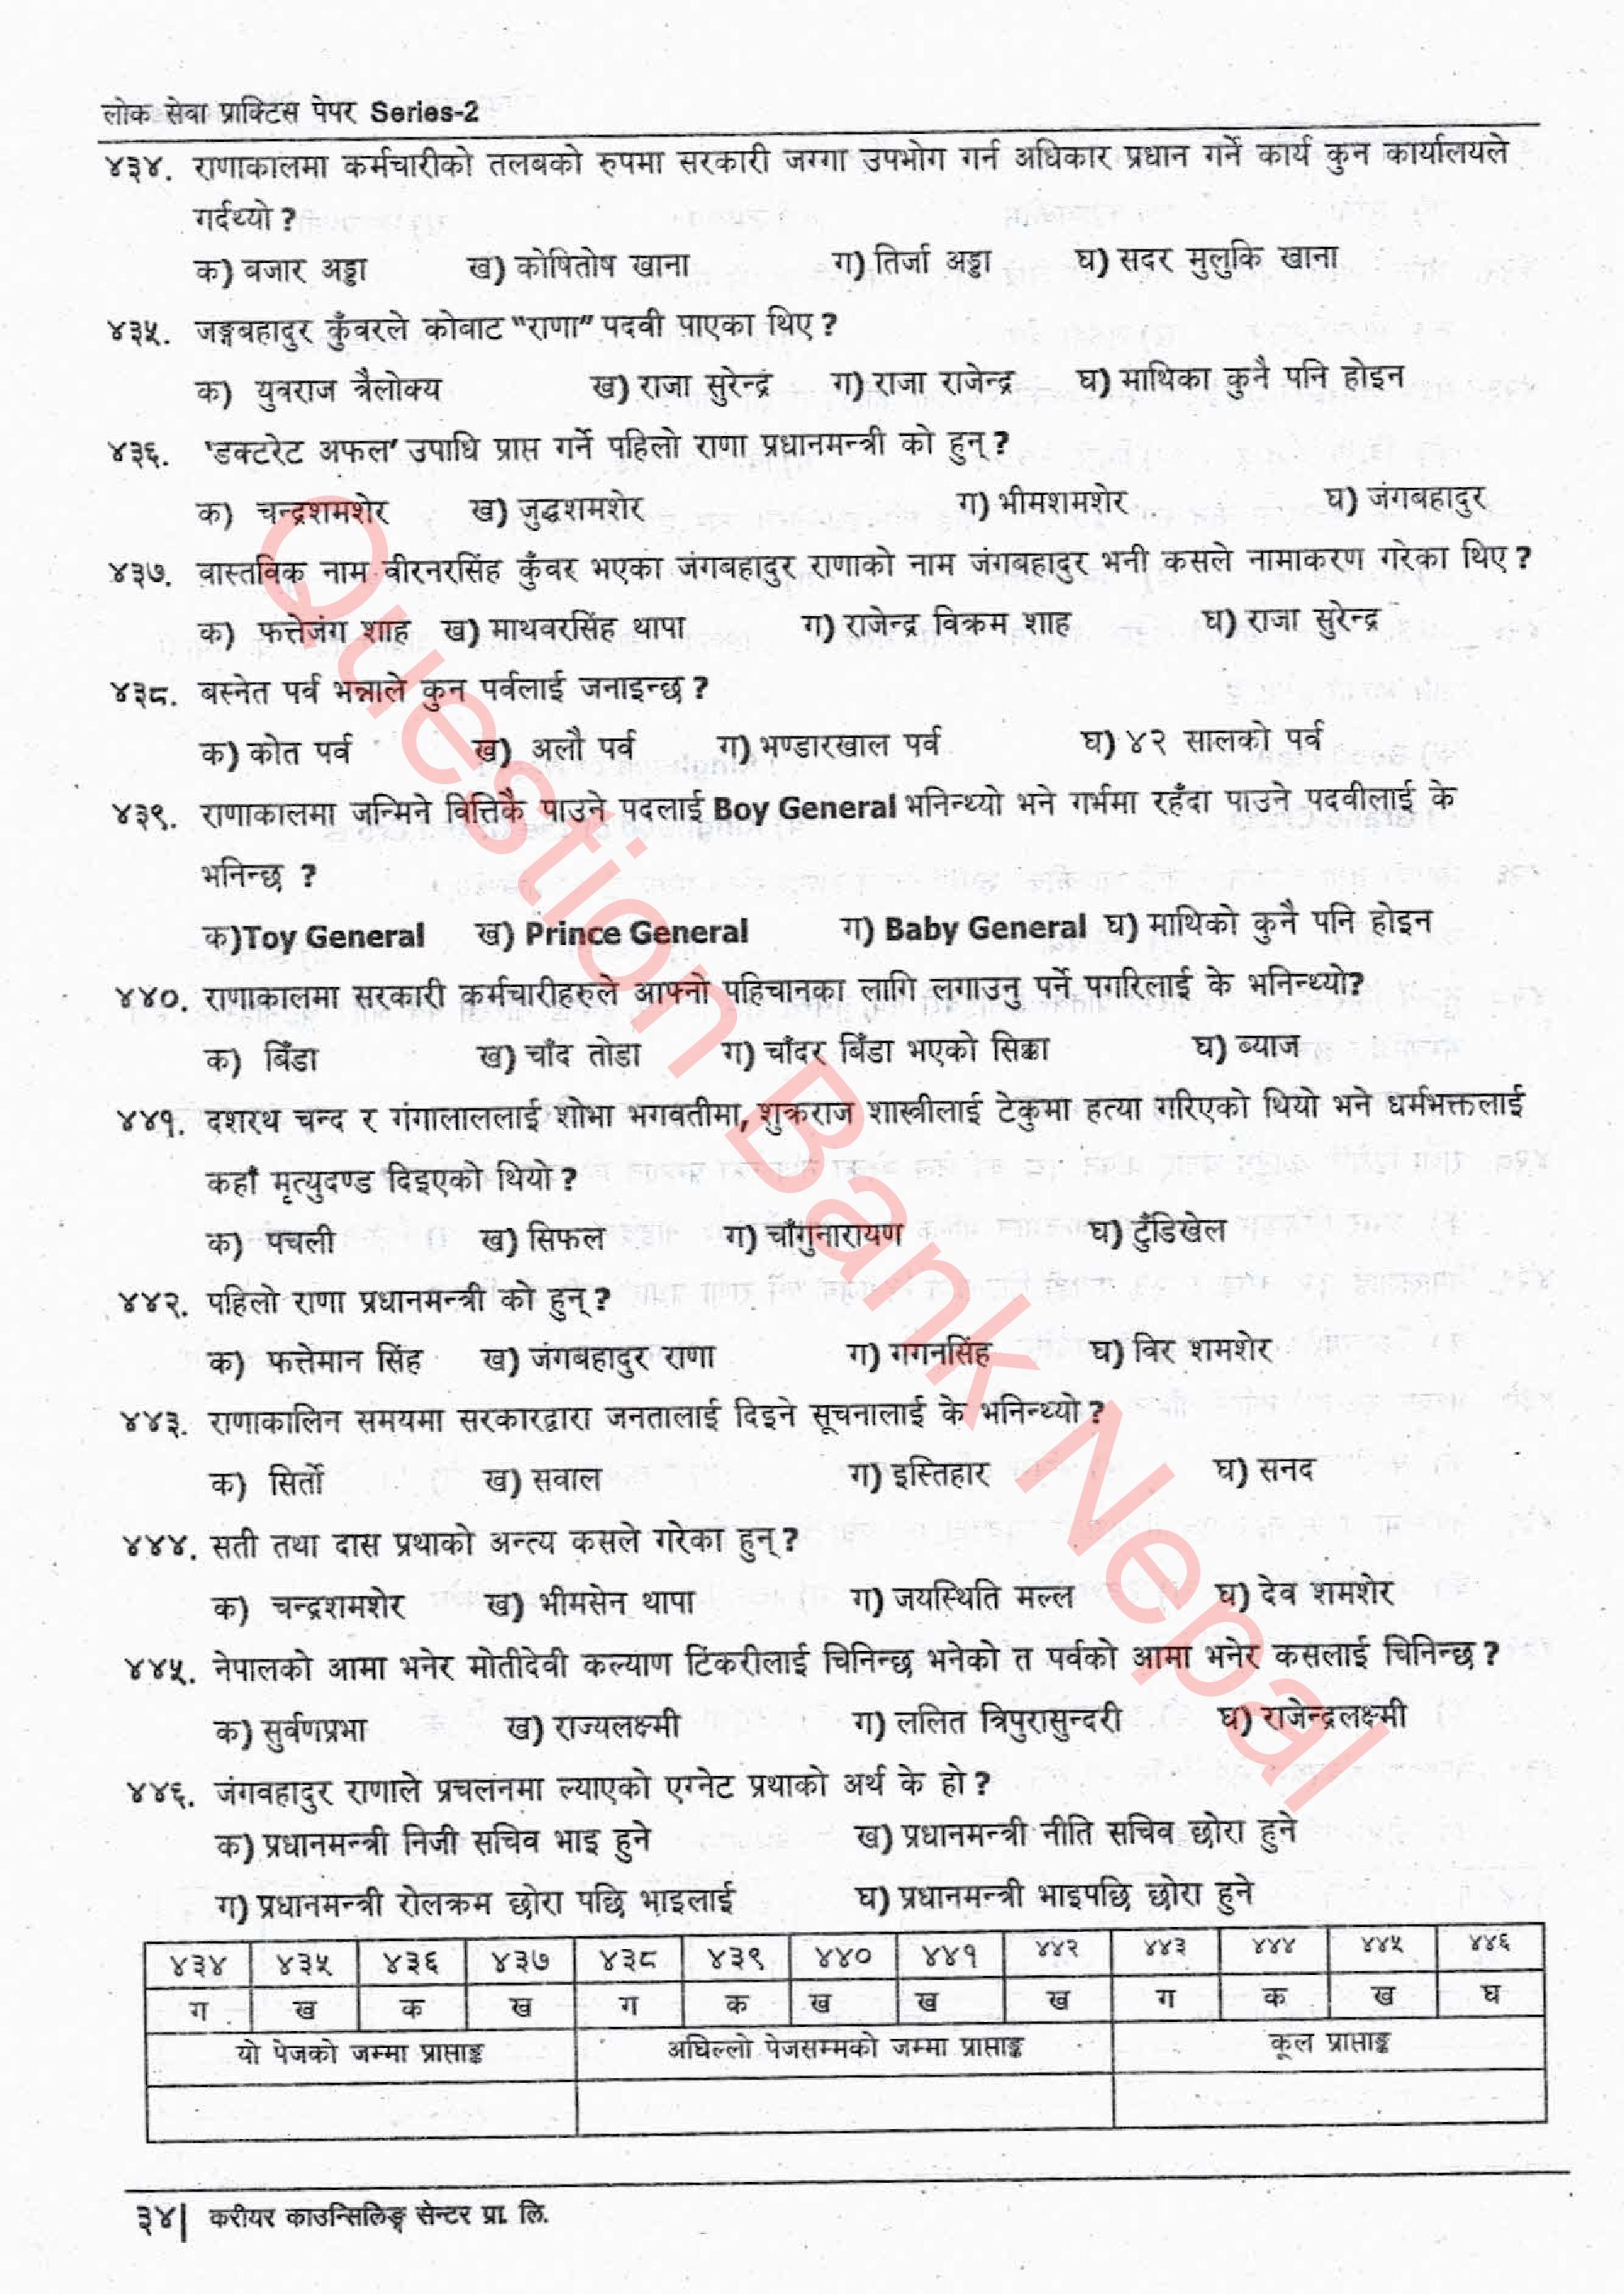 लोक सेवा प्राक्टिस पेपर Series-2
४३४. राणाकालमा कर्मचारीको तलबको रुपमा सरकारी जग्गा उपभोग गर्न अधिकार प्रधान गर्ने कार्य कुन कार्यालयले
गर्दथ्यो ?
क) बजार अड्डा ख) कोषितोष खाना ग) तिर्जा अड्डा घ) सदर मुलुकि खाना
४३५. जङ्गबहादुर कुँवरले कोबाट "राणा" पदवी पाएका थिए ?
क) युवराज त्रैलोक्य ख) राजा सुरेन्द्र ग) राजा राजेन्द्र घ) माथिका कुनै पनि होइन
४३६. 'डक्टरेट अफल' उपाधि प्राप्त गर्ने पहिलो राणा प्रधानमन्त्री को हुन् ?
क) चन्द्रशमशेर ख) जुद्धशमशेर ग) भीमशमशेर घ) जंगबहादुर
४३७. वास्तविक नाम वीरनरसिंह कुँवर भएका जंगबहादुर राणाको नाम जंगबहादुर भनी कसले नामाकरण गरेका थिए ?
क) फत्तेजंग शाह ख) माथवरसिंह थापा ग) राजेन्द्र विक्रम शाह घ) राजा सुरेन्द्र
४३८. बस्नेत पर्व भन्नाले कुन पर्वलाई जनाइन्छ ?
क) कोत पर्व ख) अलौ पर्व ग) भण्डारखाल पर्व घ) ४२ सालको पर्व
४३९. राणाकालमा जन्मिने वित्तिकै पाउने पदलाई Boy General भनिन्थ्यो भने गर्भमा रहँदा पाउने पदवीलाई के
भनिन्छ ?
क)Toy General ख) Prince General ग) Baby General घ) माथिको कुनै पनि होइन
४४०. राणाकालमा सरकारी कर्मचारीहरुले आफ्नो पहिचानका लागि लगाउनु पर्ने पगरिलाई के भनिन्थ्यो?
क) बिँडा ख) चाँद तोडा ग) चाँदर बिँडा भएको सिक्का घ) ब्याज
४४१. दशरथ चन्द र गंगालाललाई शोभा भगवतीमा, शुक्रराज शास्त्रीलाई टेकुमा हत्या गरिएको थियो भने धर्मभक्तलाई
कहाँ मृत्युदण्ड दिइएको थियो ?
क) पचली ख) सिफल ग) चाँगुनारायण घ) टुँडिखेल
४४२. पहिलो राणा प्रधानमन्त्री को हुन् ?
क) फत्तेमान सिंह ख) जंगबहादुर राणा ग) गगनसिंह घ) विर शमशेर
४४३. राणाकालिन समयमा सरकारद्वारा जनतालाई दिइने सूचनालाई के भनिन्थ्यो ?
क) सिर्तो ख) सवाल ग) इस्तिहार घ) सनद
४४४. सती तथा दास प्रथाको अन्त्य कसले गरेका हुन् ?
क) चन्द्रशमशेर ख) भीमसेन थापा ग) जयस्थिति मल्ल घ) देव शमशेर
४४५. नेपालको आमा भनेर मोतीदेवी कल्याण टिंकरीलाई चिनिन्छ भनेको त पर्वको आमा भनेर कसलाई चिनिन्छ ?
क) सुर्वणप्रभा ख) राज्यलक्ष्मी ग) ललित त्रिपुरासुन्दरी घ) राजेन्द्रलक्ष्मी
४४६. जंगवहादुर राणाले प्रचलनमा ल्याएको एग्नेट प्रथाको अर्थ के हो ?
क) प्रधानमन्त्री निजी सचिव भाइ हुने ख) प्रधानमन्त्री नीति सचिव छोरा हुने
ग) प्रधानमन्त्री रोलक्रम छोरा पछि भाइलाई घ) प्रधानमन्त्री भाइपछि छोरा हुने
४३४ ४३५ ४३६ ४३७ ४३८ ४३९ ४४० ४४१ ४४२ ४४३ ४४४ ४४५ ४४६
ग ख क ख ग क ख ख ख ग क ख घ
यो पेजको जम्मा प्राप्ताङ्क अघिल्लो पेजसम्मको जम्मा प्राप्ताङ्क कूल प्राप्ताङ्क
३४| करीयर काउन्सिलिङ्ग सेन्टर प्रा. लि.
Question Bank Nepal